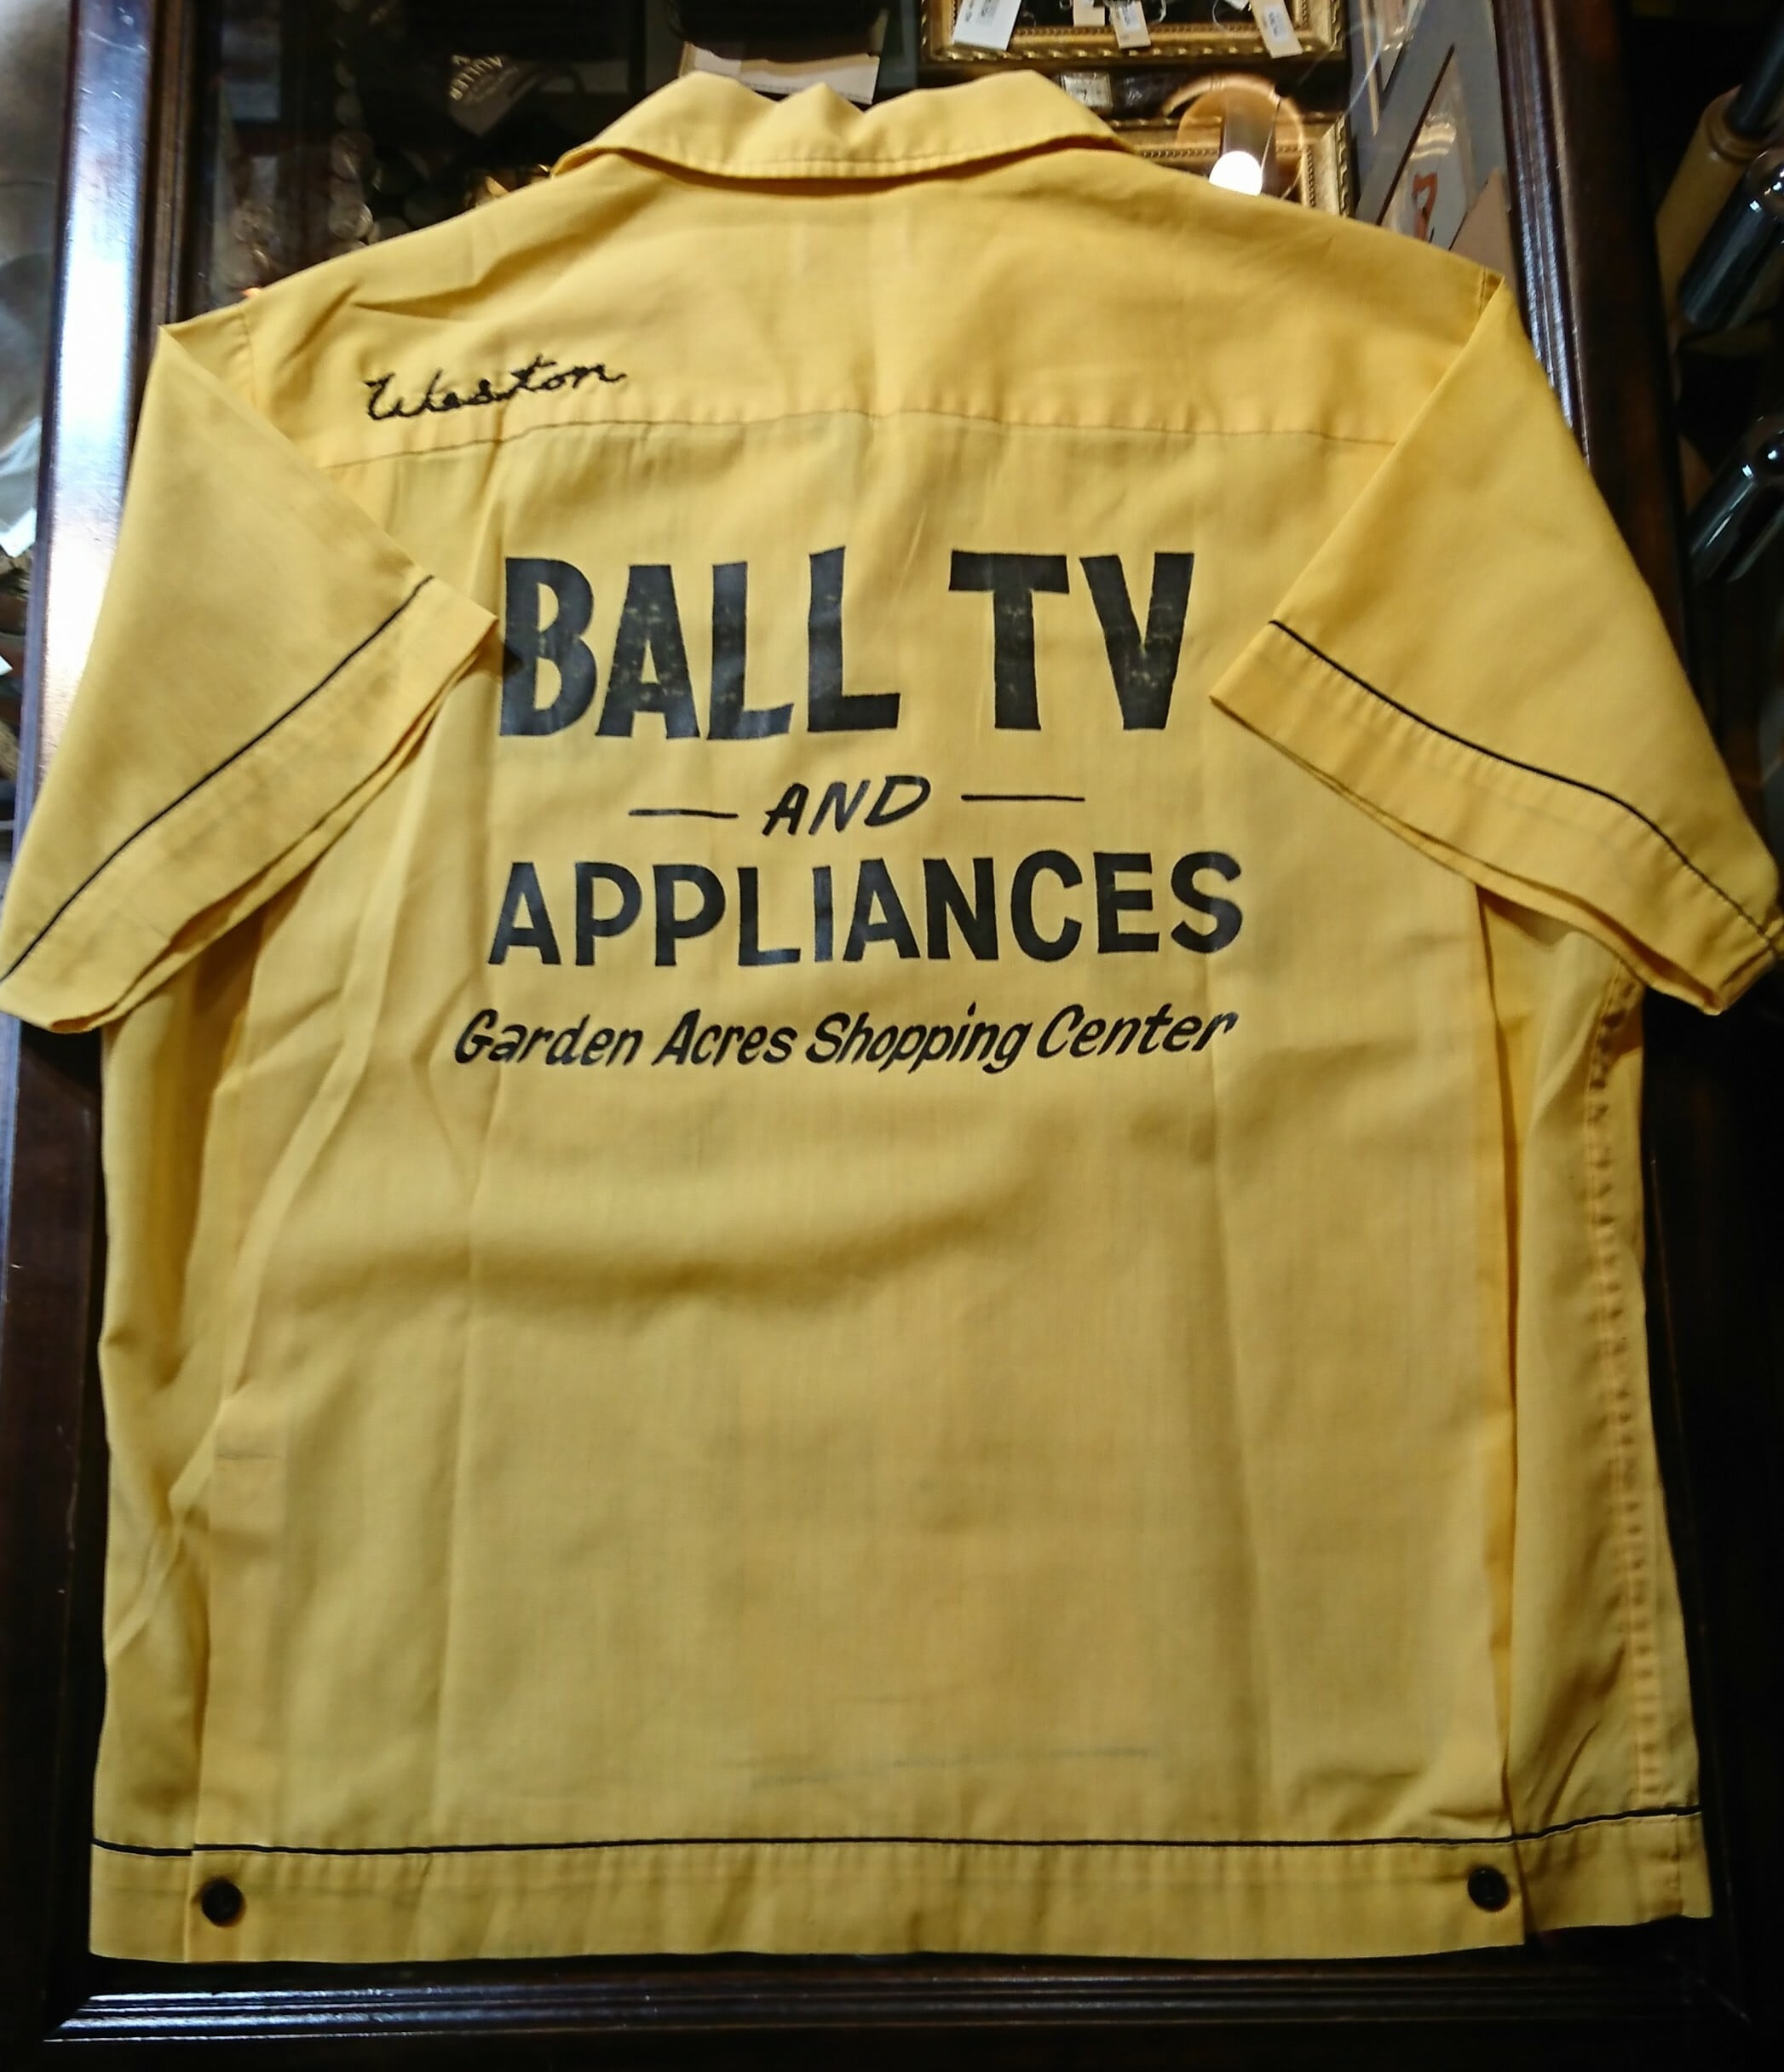 Weston
BALL TV
— AND —
APPLIANCES
Garden Acres Shopping Center